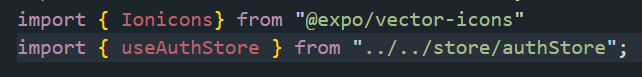 import { Ionicons} from "@expo/vector-icons"
import { useAuthStore } from "../../store/authStore";